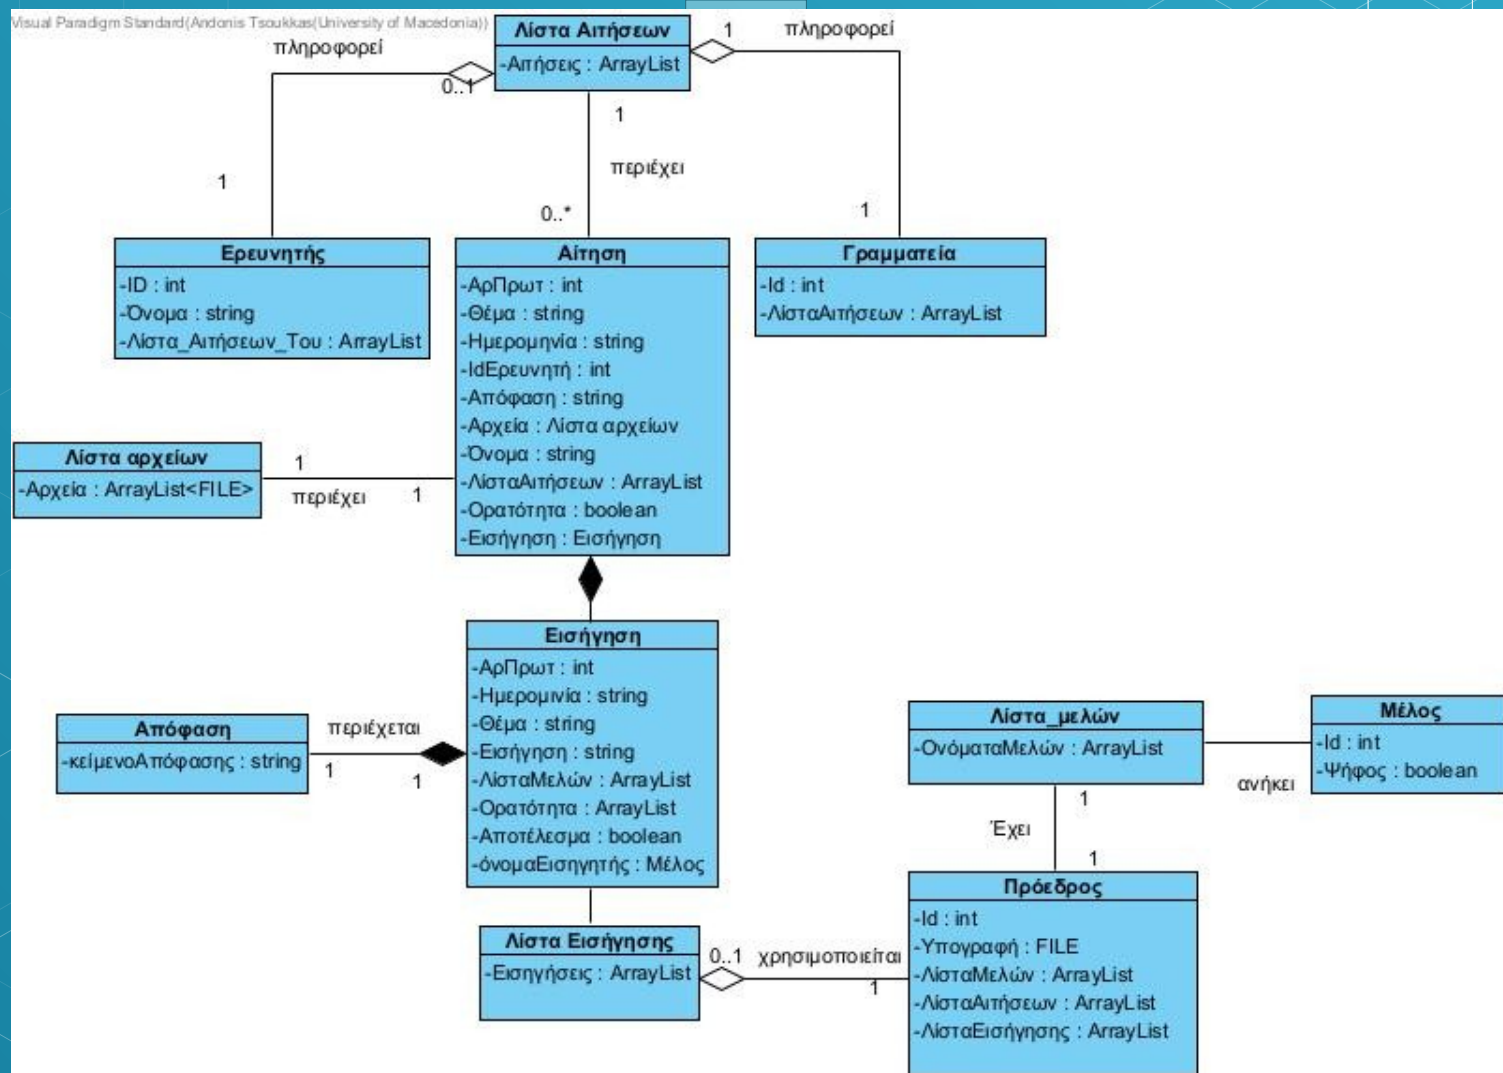 Visual Paradigm Standard(Andonis Tsoukkas(University of Macedonia))
Λίστα Αιτήσεων
-Αιτήσεις : ArrayList
πληροφορεί
0..1
1
1
πληροφορεί
1
1
περιέχει
0..*
Ερευνητής
-ID : int
-Όνομα : string
-Λίστα_Αιτήσεων_Του : ArrayList
Αίτηση
-ΑρΠρωτ : int
-Θέμα : string
-Ημερομηνία : string
-IdΕρευνητή : int
-Απόφαση : string
-Αρχεία : Λίστα αρχείων
-Όνομα : string
-ΛίσταΑιτήσεων : ArrayList
-Ορατότητα : boolean
-Εισήγηση : Εισήγηση
Γραμματεία
-Id : int
-ΛίσταΑιτήσεων : ArrayList
Λίστα αρχείων
-Αρχεία : ArrayList<FILE>
1
περιέχει
1
Εισήγηση
-ΑρΠρωτ : int
-Ημερομινία : string
-Θέμα : string
-Εισήγηση : string
-ΛίσταΜελών : ArrayList
-Ορατότητα : ArrayList
-Αποτέλεσμα : boolean
-όνομαΕισηγητής : Μέλος
Απόφαση
-κείμενοΑπόφασης : string
περιέχεται
1
1
Λίστα_μελών
-ΟνόματαΜελών : ArrayList
Μέλος
-Id : int
-Ψήφος : boolean
ανήκει
1
Έχει
1
Πρόεδρος
-Id : int
-Υπογραφή : FILE
-ΛίσταΜελών : ArrayList
-ΛίσταΑιτήσεων : ArrayList
-ΛίσταΕισήγησης : ArrayList
Λίστα Εισήγησης
-Εισηγήσεις : ArrayList
0..1
χρησιμοποιείται
1